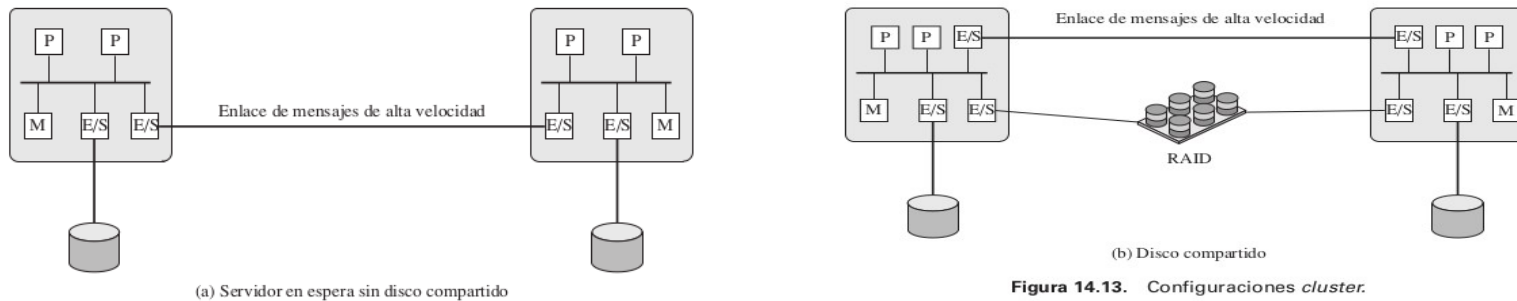 P P
M E/S E/S
Enlace de mensajes de alta velocidad
P P
E/S E/S M
(a) Servidor en espera sin disco compartido
P P E/S
M E/S E/S
Enlace de mensajes de alta velocidad
RAID
E/S P P
E/S E/S M
(b) Disco compartido
Figura 14.13. Configuraciones cluster.